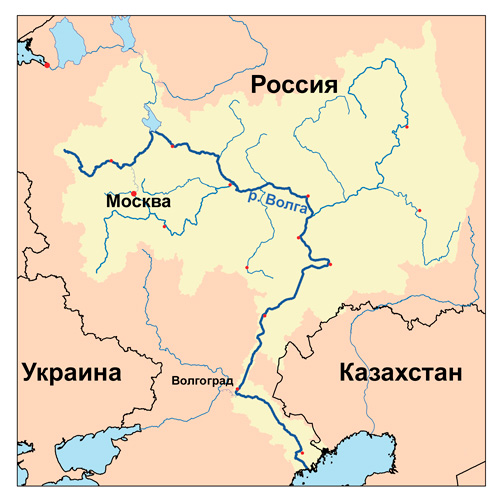 Россия
Москва
р. Волга
Украина
Волгоград
Казахстан